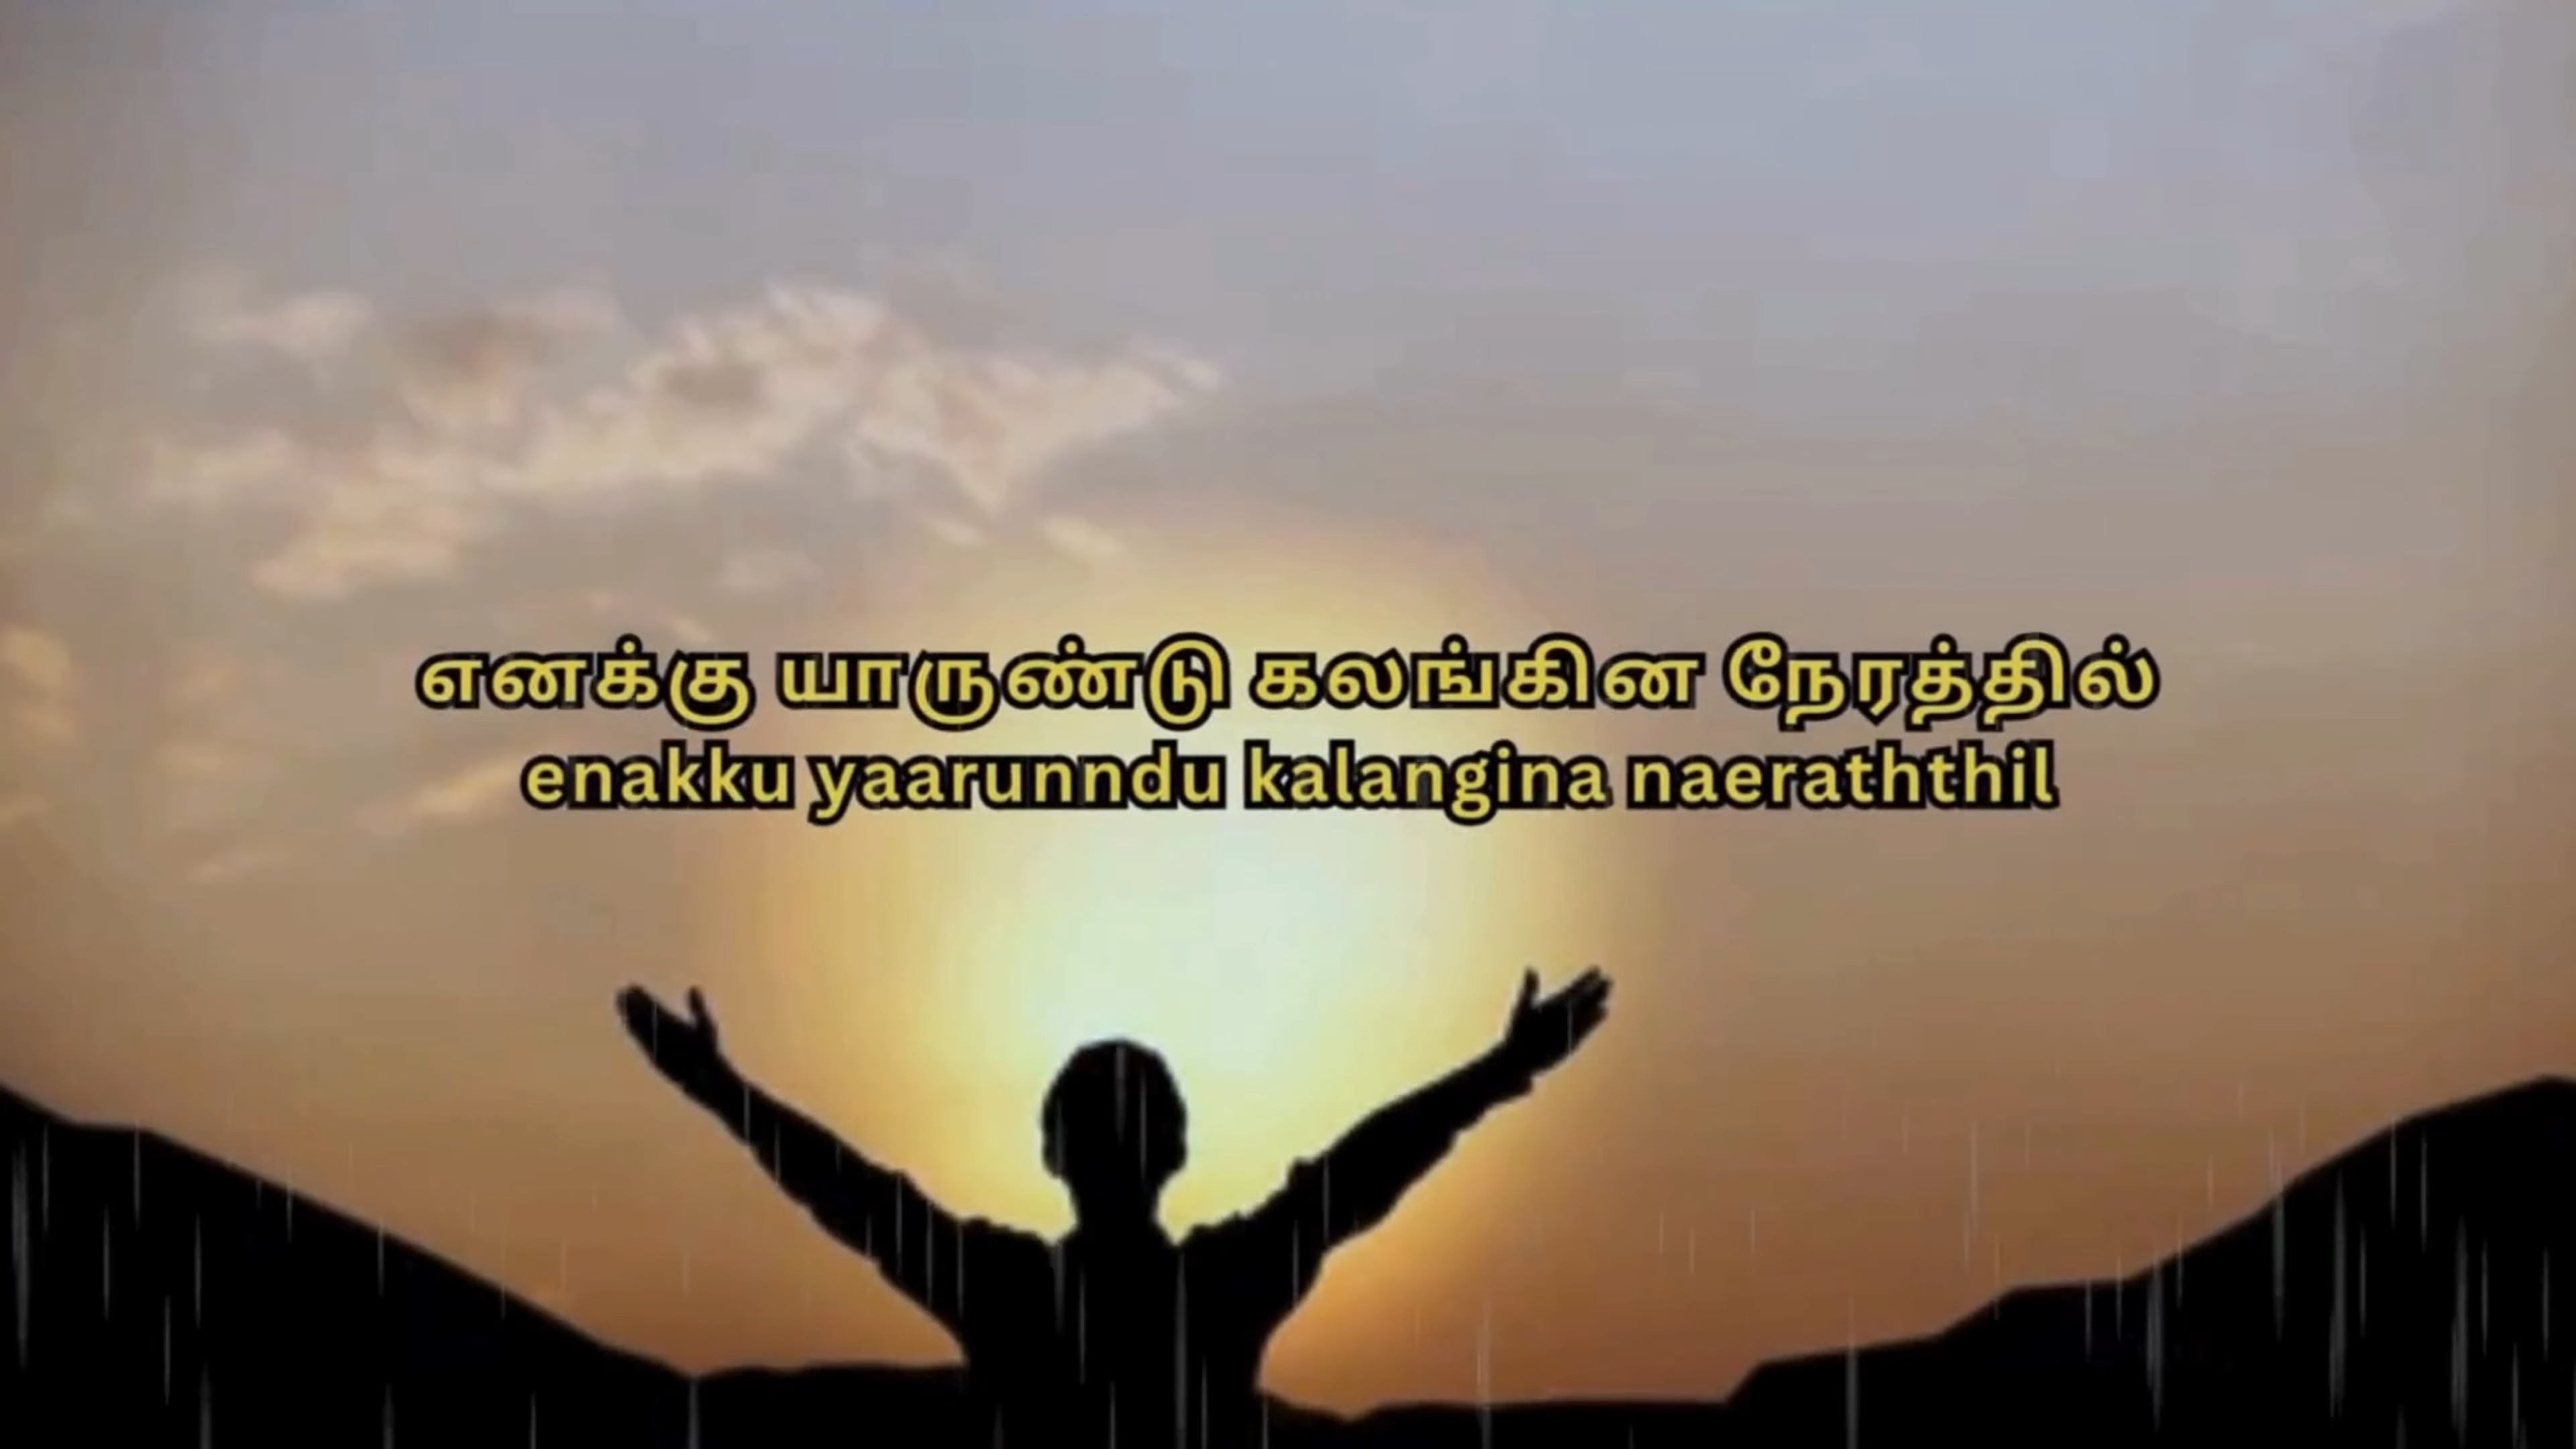 எனக்கு யாருண்டு கலங்கின நேரத்தில்
enakku yaarunndu kalangina naeraththil